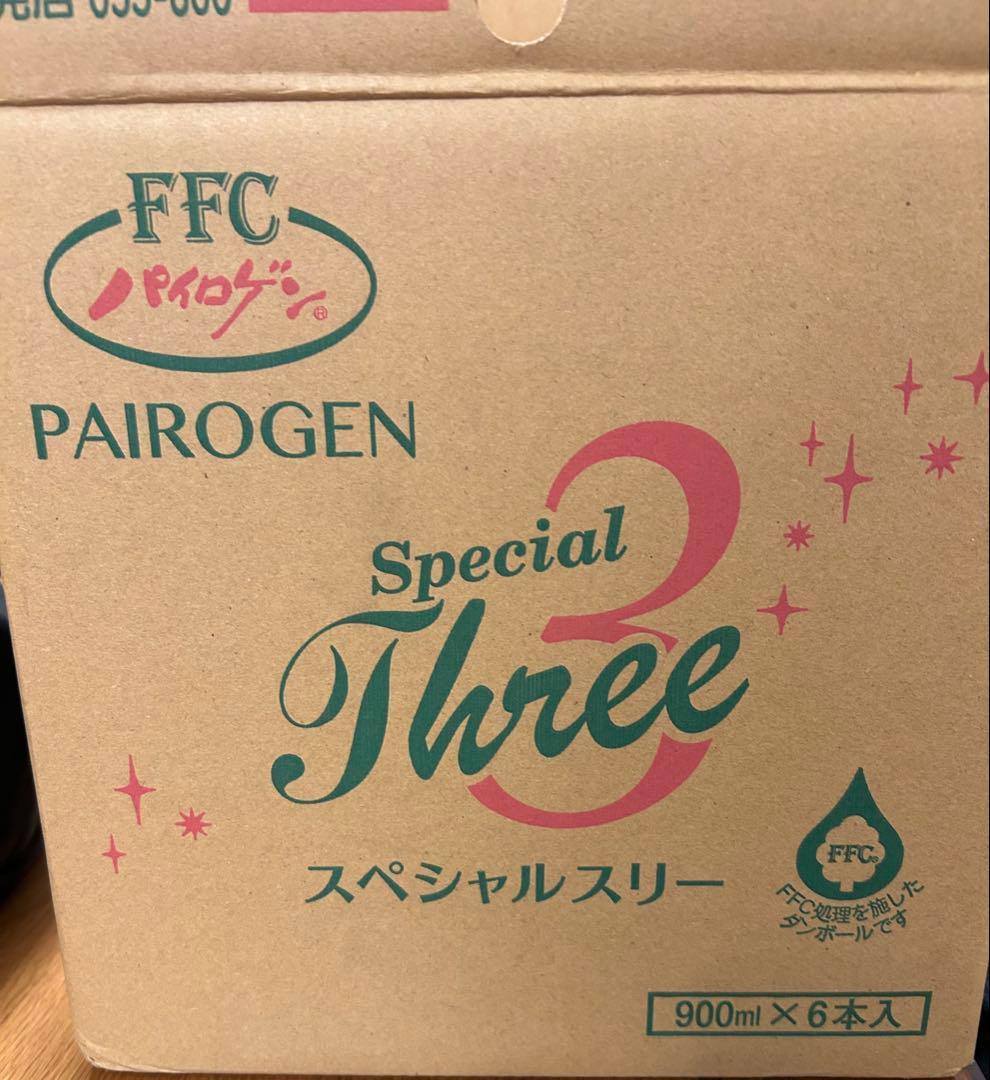 FFC
パイロゲン®
PAIROGEN
3
Special
Three
スペシャルスリー
FFC®
FFC処理を施した
ダンボールです
900ml×6本入